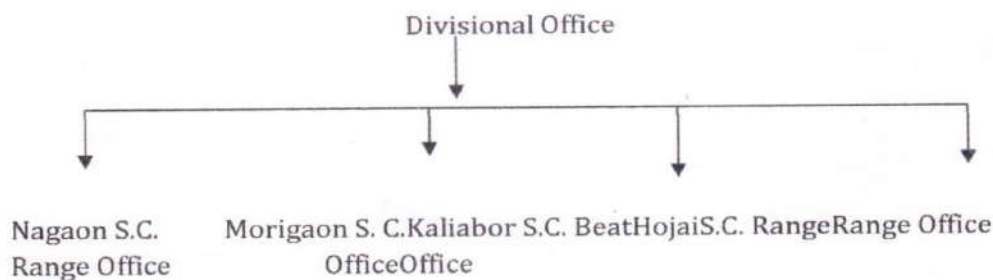 Divisional Office
Nagaon S.C. Morigaon S. C.Kaliabor S.C. BeatHojaiS.C. RangeRange Office
Range Office OfficeOffice